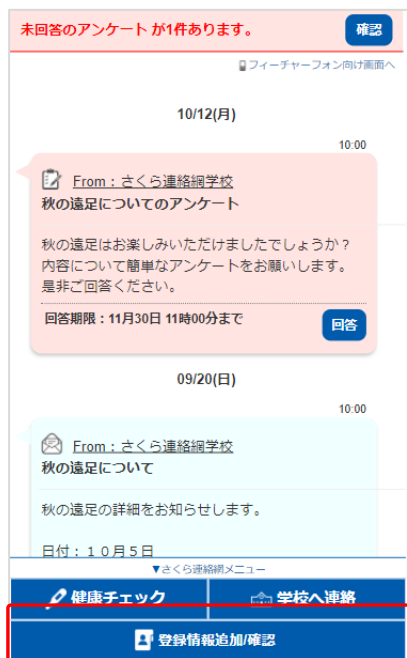 未回答のアンケート が1件あります。 確認
フィーチャーフォン向け画面へ
10/12(月)
10:00
From : さくら連絡網学校
秋の遠足についてのアンケート
秋の遠足はお楽しみいただけましたでしょうか？
内容について簡単なアンケートをお願いします。
是非ご回答ください。
回答期限 : 11月30日 11時00分まで 回答
09/20(日)
10:00
From : さくら連絡網学校
秋の遠足について
秋の遠足の詳細をお知らせします。
日付 : １０月５日
▼さくら連絡網メニュー
健康チェック 学校へ連絡
登録情報追加/確認